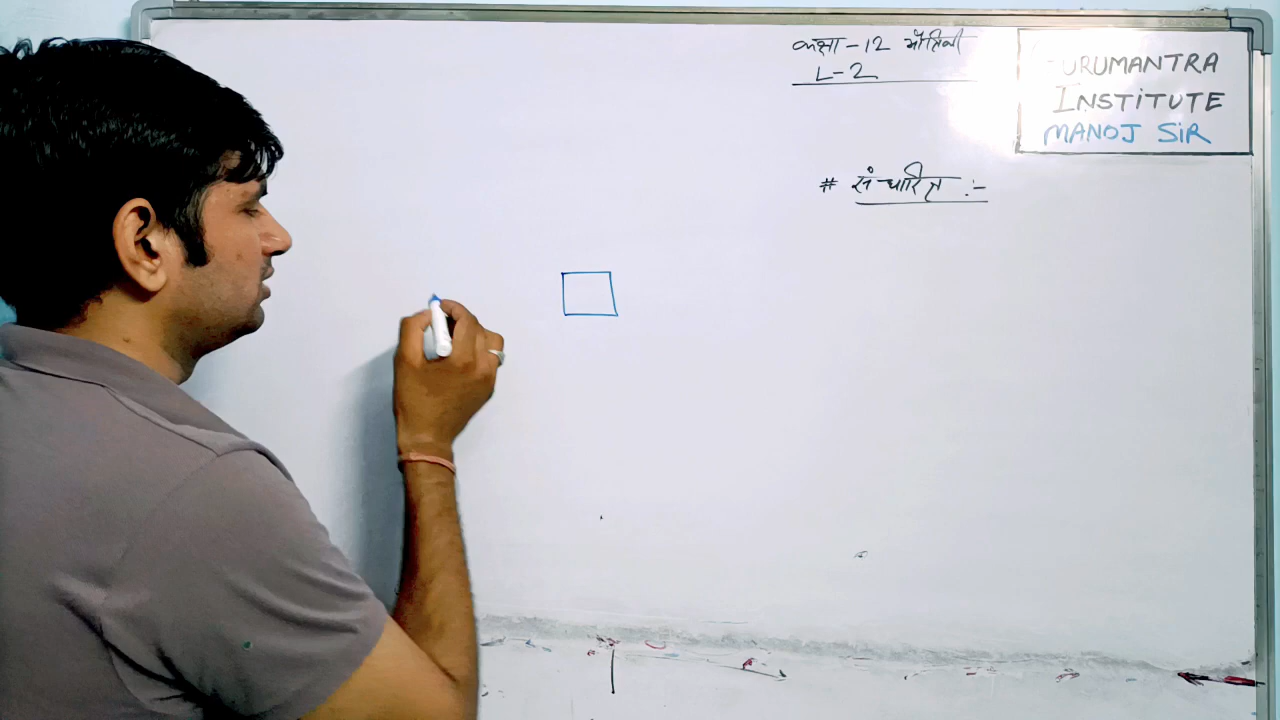 कक्षा-12 भौतिकी
L-2
URUMANTRA
INSTITUTE
MANOJ SIR
# संधारित्र :-